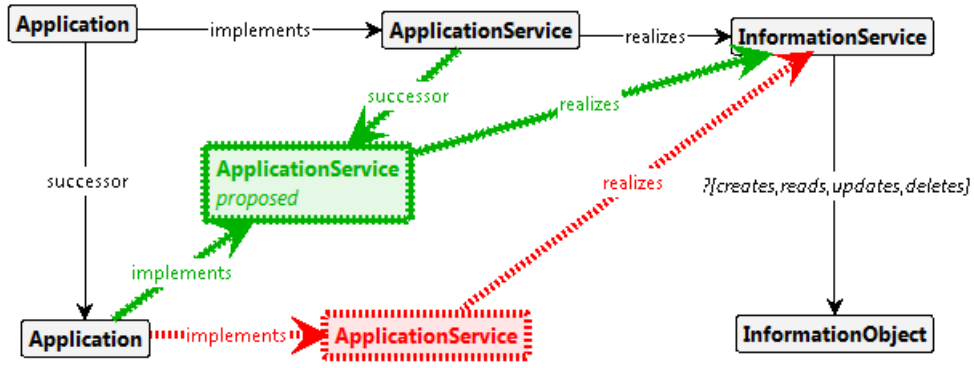 Application
implements
ApplicationService
realizes
InformationService
successor
realizes
ApplicationService
proposed
successor
realizes
?[creates,reads,updates,deletes]
implements
Application
implements
ApplicationService
InformationObject